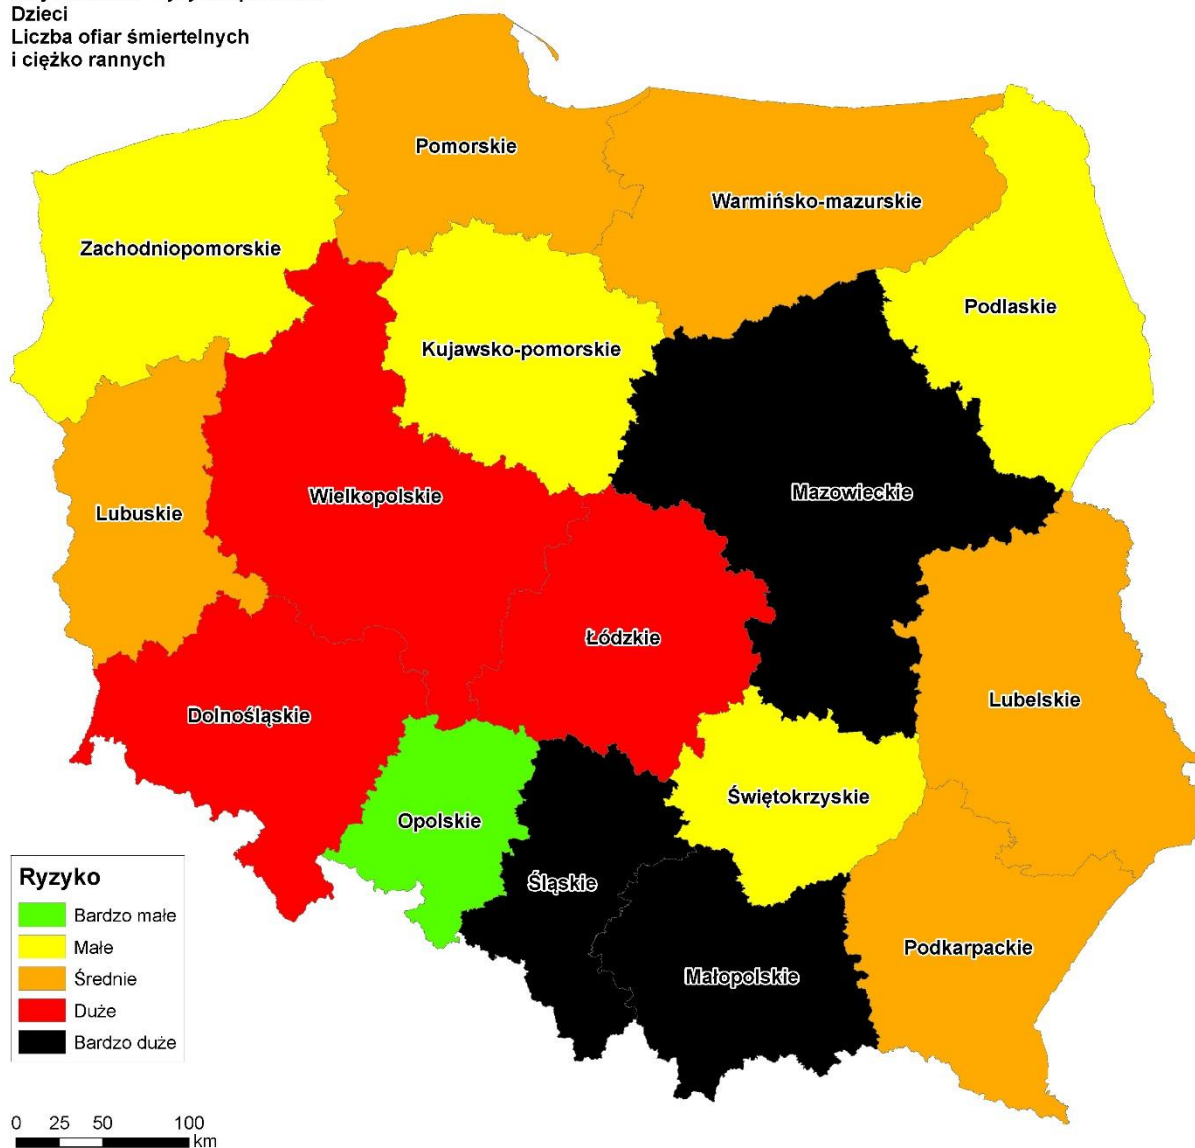 Dzieci
Liczba ofiar śmiertelnych
i ciężko rannych
Pomorskie
Warmińsko-mazurskie
Zachodniopomorskie
Podlaskie
Kujawsko-pomorskie
Mazowieckie
Wielkopolskie
Lubuskie
Łódzkie
Lubelskie
Dolnośląskie
Świętokrzyskie
Opolskie
Śląskie
Podkarpackie
Małopolskie
Ryzyko
Bardzo małe
Małe
Średnie
Duże
Bardzo duże
0 25 50 100
km